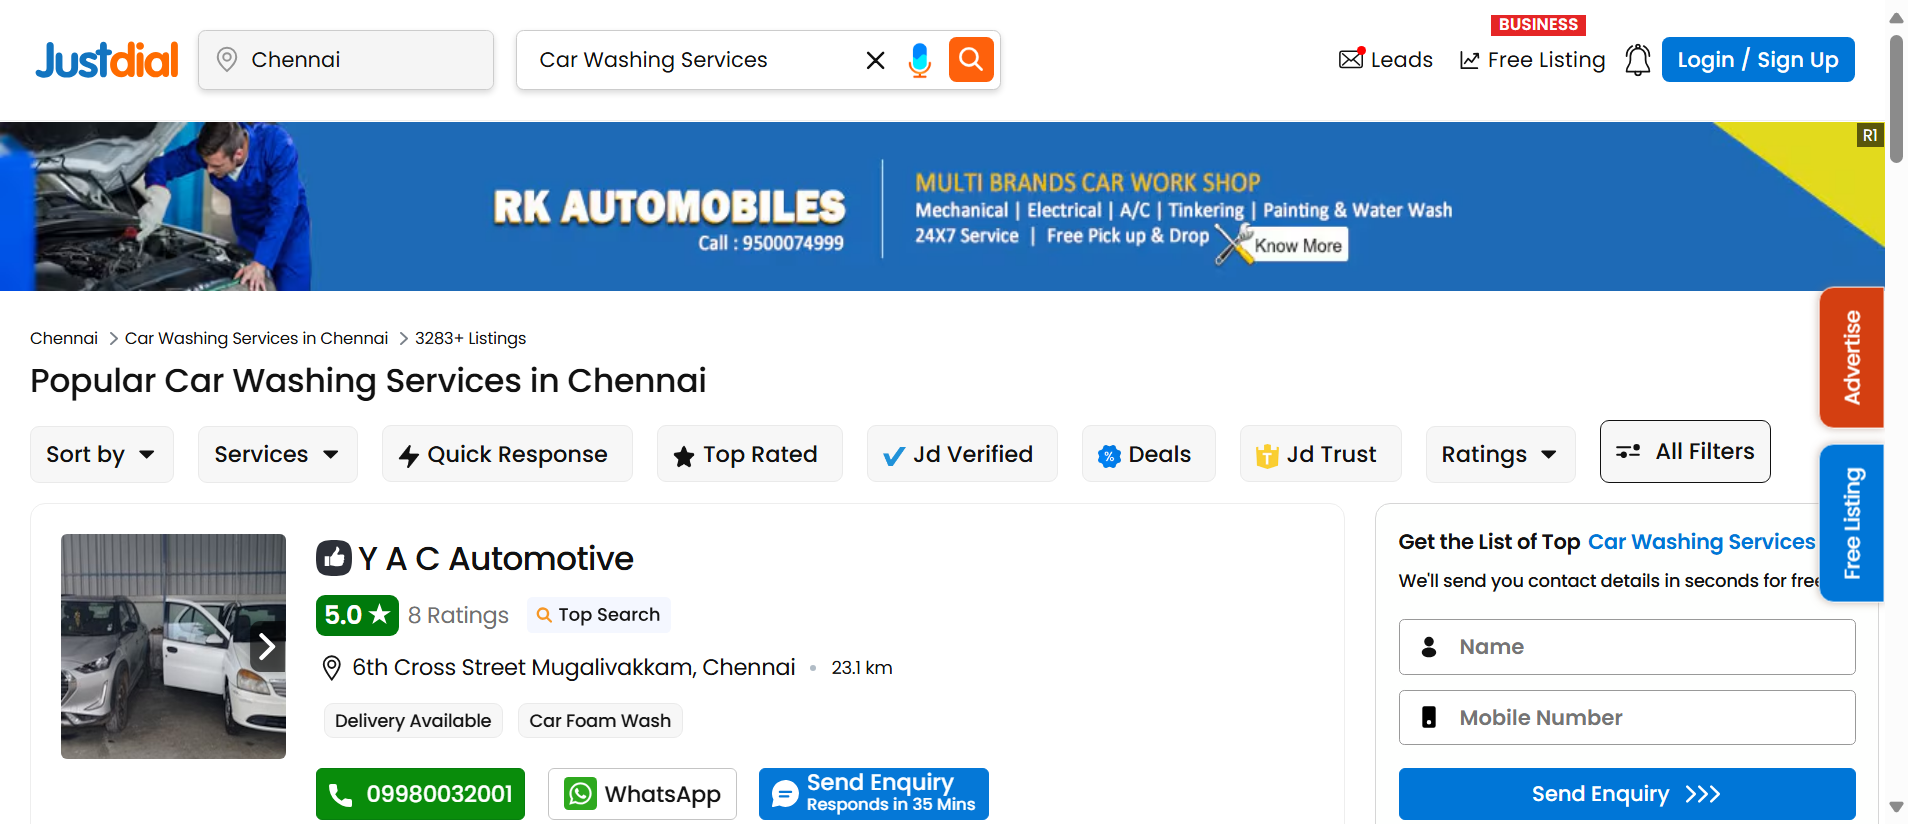 Justdial
Chennai
Car Washing Services
Leads
BUSINESS
Free Listing
Login / Sign Up
R1
RK AUTOMOBILES
Call : 9500074999
MULTI BRANDS CAR WORK SHOP
Mechanical | Electrical | A/C | Tinkering | Painting & Water Wash
24X7 Service | Free Pick up & Drop
Know More
Advertise
Free Listing
Chennai > Car Washing Services in Chennai > 3283+ Listings
Popular Car Washing Services in Chennai
Sort by
Services
Quick Response
Top Rated
Jd Verified
Deals
Jd Trust
Ratings
All Filters
Y A C Automotive
5.0 ★ 8 Ratings
Top Search
6th Cross Street Mugalivakkam, Chennai • 23.1 km
Delivery Available
Car Foam Wash
09980032001
WhatsApp
Send Enquiry
Responds in 35 Mins
Get the List of Top Car Washing Services
We'll send you contact details in seconds for free
Name
Mobile Number
Send Enquiry